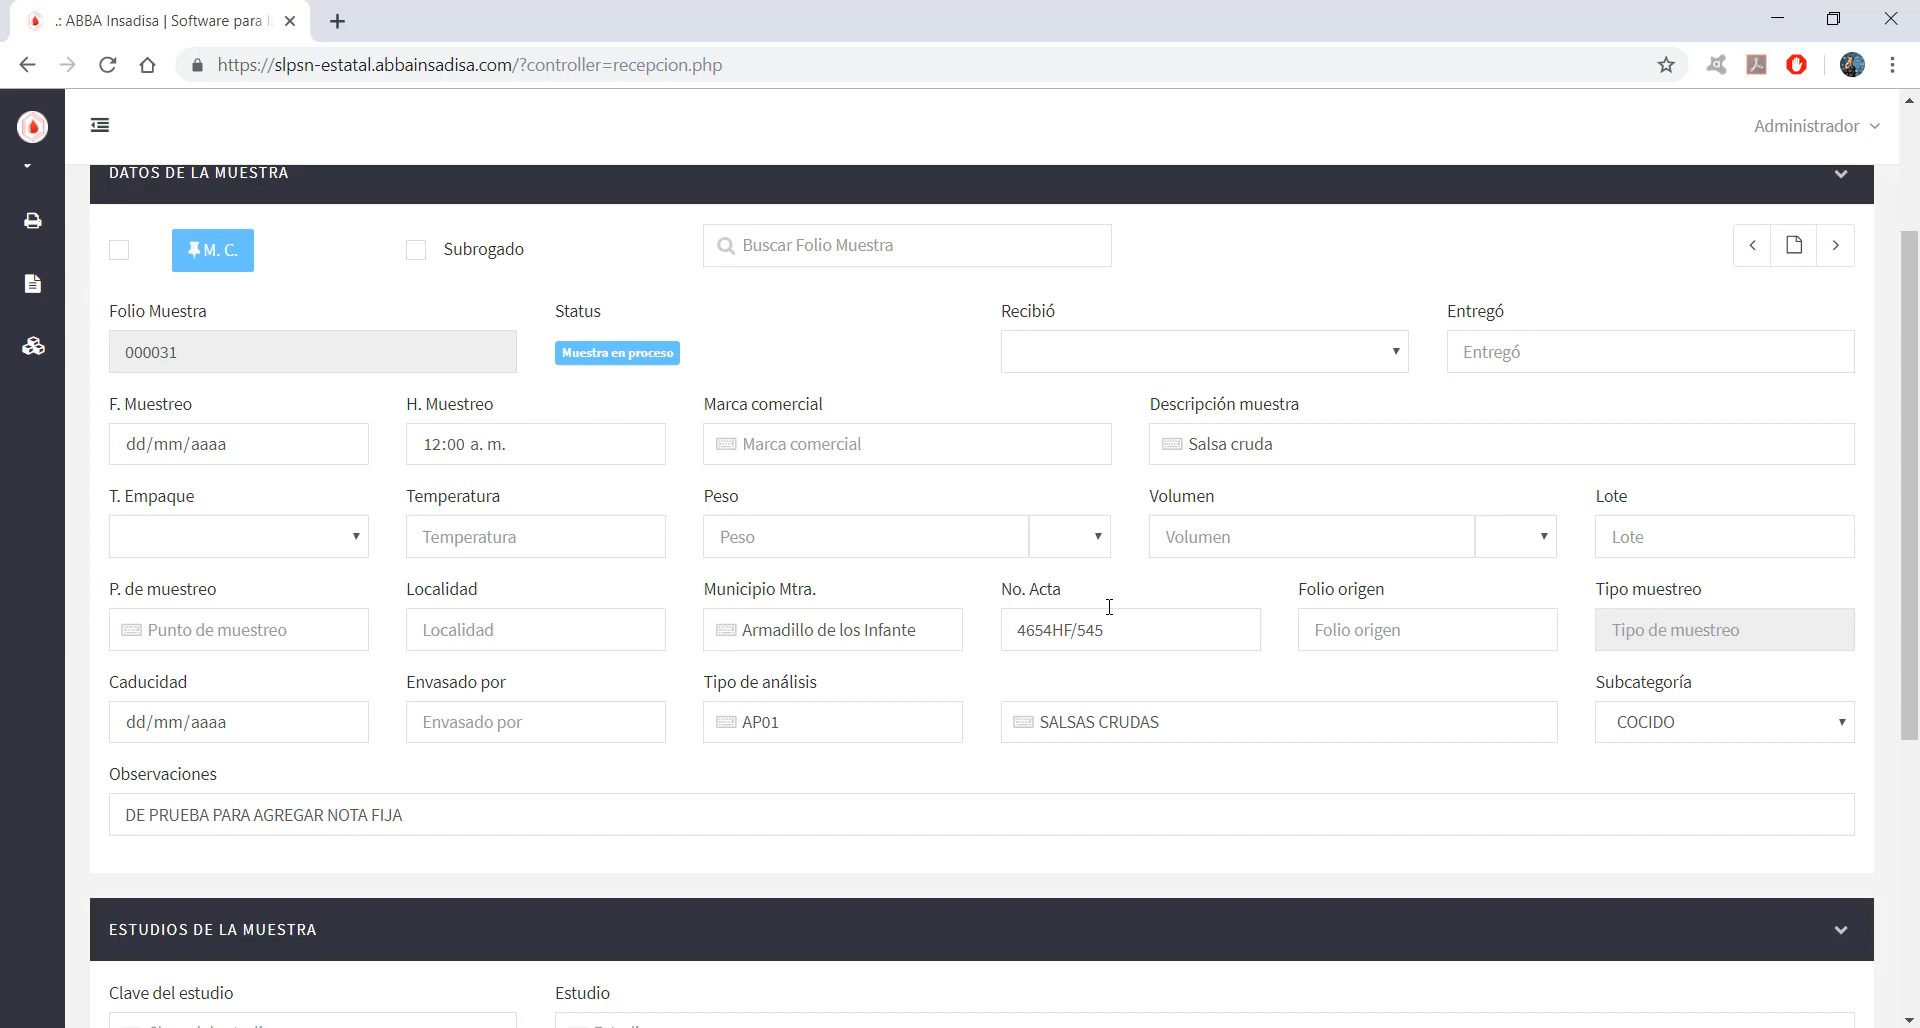 .: ABBA Insadisa | Software para l
https://slpsn-estatal.abbainsadisa.com/?controller=recepcion.php
Administrador
DATOS DE LA MUESTRA
M. C.
Subrogado
Buscar Folio Muestra
Folio Muestra
Status
Recibió
Entregó
000031
Muestra en proceso
Entregó
F. Muestreo
H. Muestreo
Marca comercial
Descripción muestra
dd/mm/aaaa
12:00 a. m.
Marca comercial
Salsa cruda
T. Empaque
Temperatura
Peso
Volumen
Lote
Temperatura
Peso
Volumen
Lote
P. de muestreo
Localidad
Municipio Mtra.
No. Acta
Folio origen
Tipo muestreo
Punto de muestreo
Localidad
Armadillo de los Infante
4654HF/545
Folio origen
Tipo de muestreo
Caducidad
Envasado por
Tipo de análisis
Subcategoría
dd/mm/aaaa
Envasado por
AP01
SALSAS CRUDAS
COCIDO
Observaciones
DE PRUEBA PARA AGREGAR NOTA FIJA
ESTUDIOS DE LA MUESTRA
Clave del estudio
Estudio